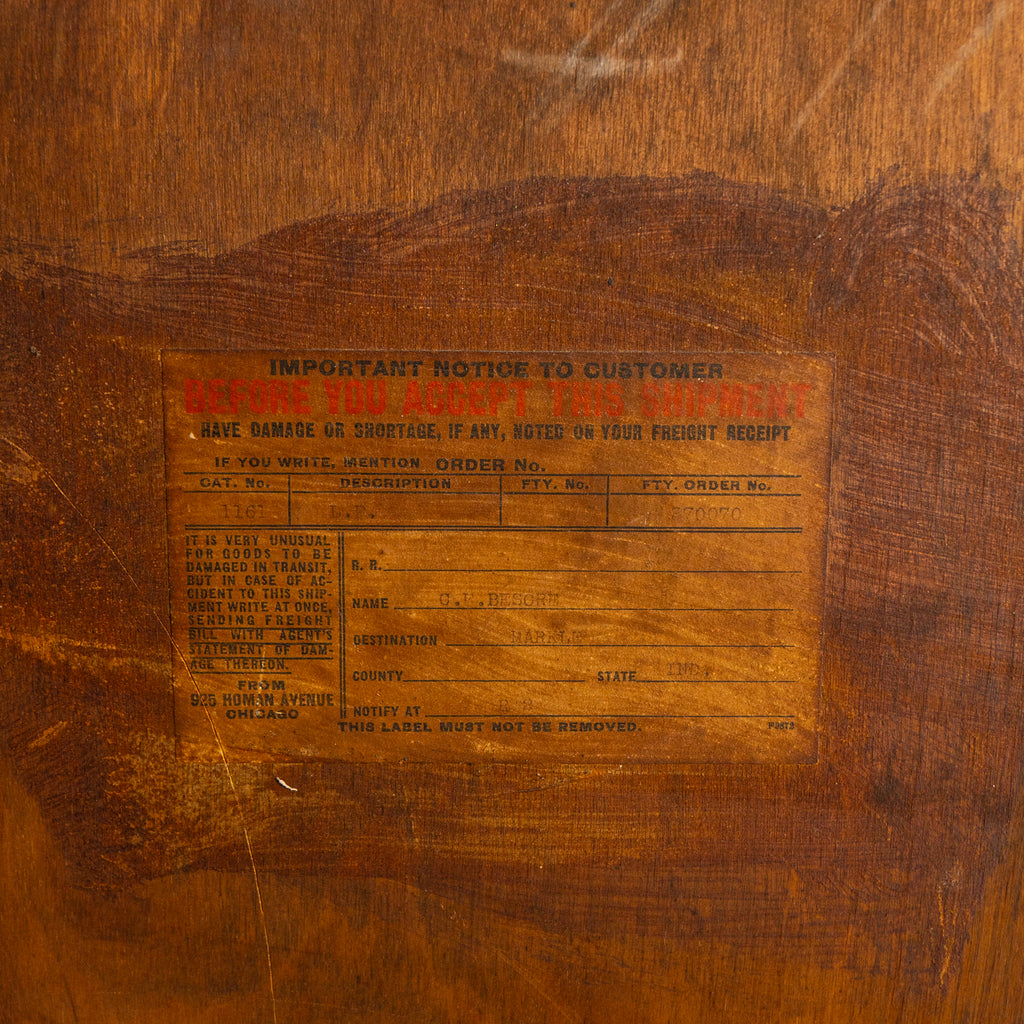 IMPORTANT NOTICE TO CUSTOMER
BEFORE YOU ACCEPT THIS SHIPMENT
HAVE DAMAGE OR SHORTAGE, IF ANY, NOTED ON YOUR FREIGHT RECEIPT
IF YOU WRITE, MENTION ORDER No.
CAT. No. DESCRIPTION FTY. No. FTY. ORDER No.
1161 L.F. 370070
IT IS VERY UNUSUAL
FOR GOODS TO BE
DAMAGED IN TRANSIT,
BUT IN CASE OF AC-
CIDENT TO THIS SHIP-
MENT WRITE AT ONCE,
SENDING FREIGHT
BILL WITH AGENT'S
STATEMENT OF DAM-
AGE THEREON.
FROM
925 HOMAN AVENUE
CHICAGO
R. R.
NAME
DESTINATION MARKLE
COUNTY STATE IND.
NOTIFY AT
THIS LABEL MUST NOT BE REMOVED.